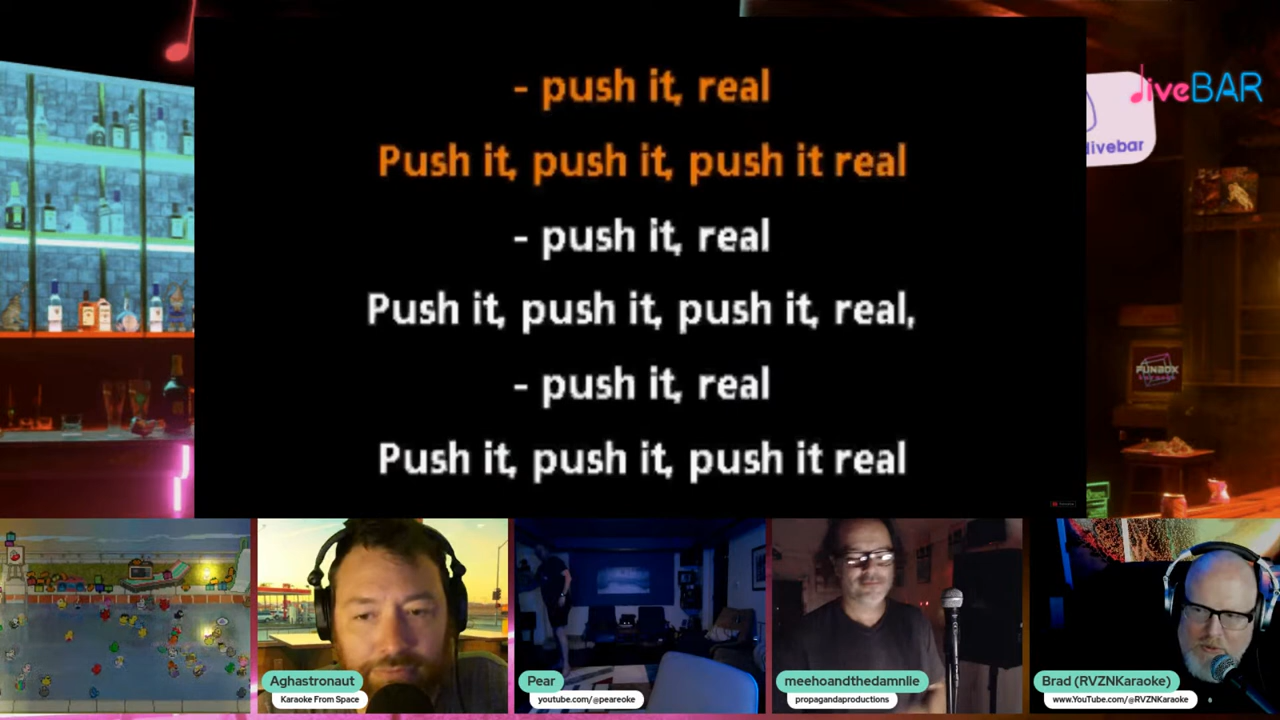 - push it, real
Push it, push it, push it real
- push it, real
Push it, push it, push it, real,
- push it, real
Push it, push it, push it real
liveBAR
livebar
FUNBOX
Aghastronaut
Karaoke From Space
Pear
youtube.com/@peareoke
meehoandthedamnlie
propagandaproductions
Brad (RVZNKaraoke)
www.YouTube.com/@RVZNKaraoke